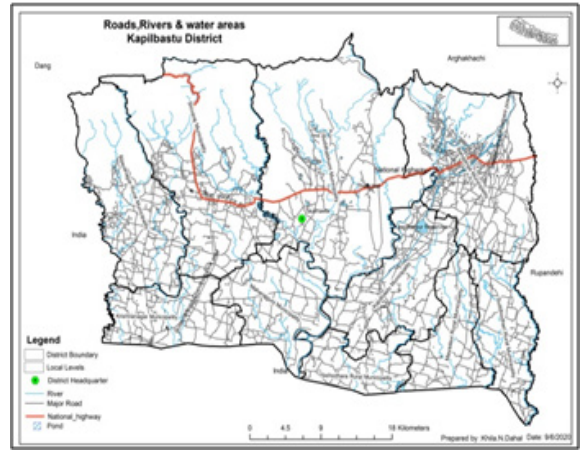 Roads,Rivers & water areas
Kapilbastu District
Dang
Arghakhachi
National
India
Rupandehi
Legend
District Boundary
Local Levels
District Headquarter
River
Major Road
National_highway
Pond
India
0 4.5 9 18 Kilometers
Prepared by Khila.N.Dahal Date: 9/6/2020